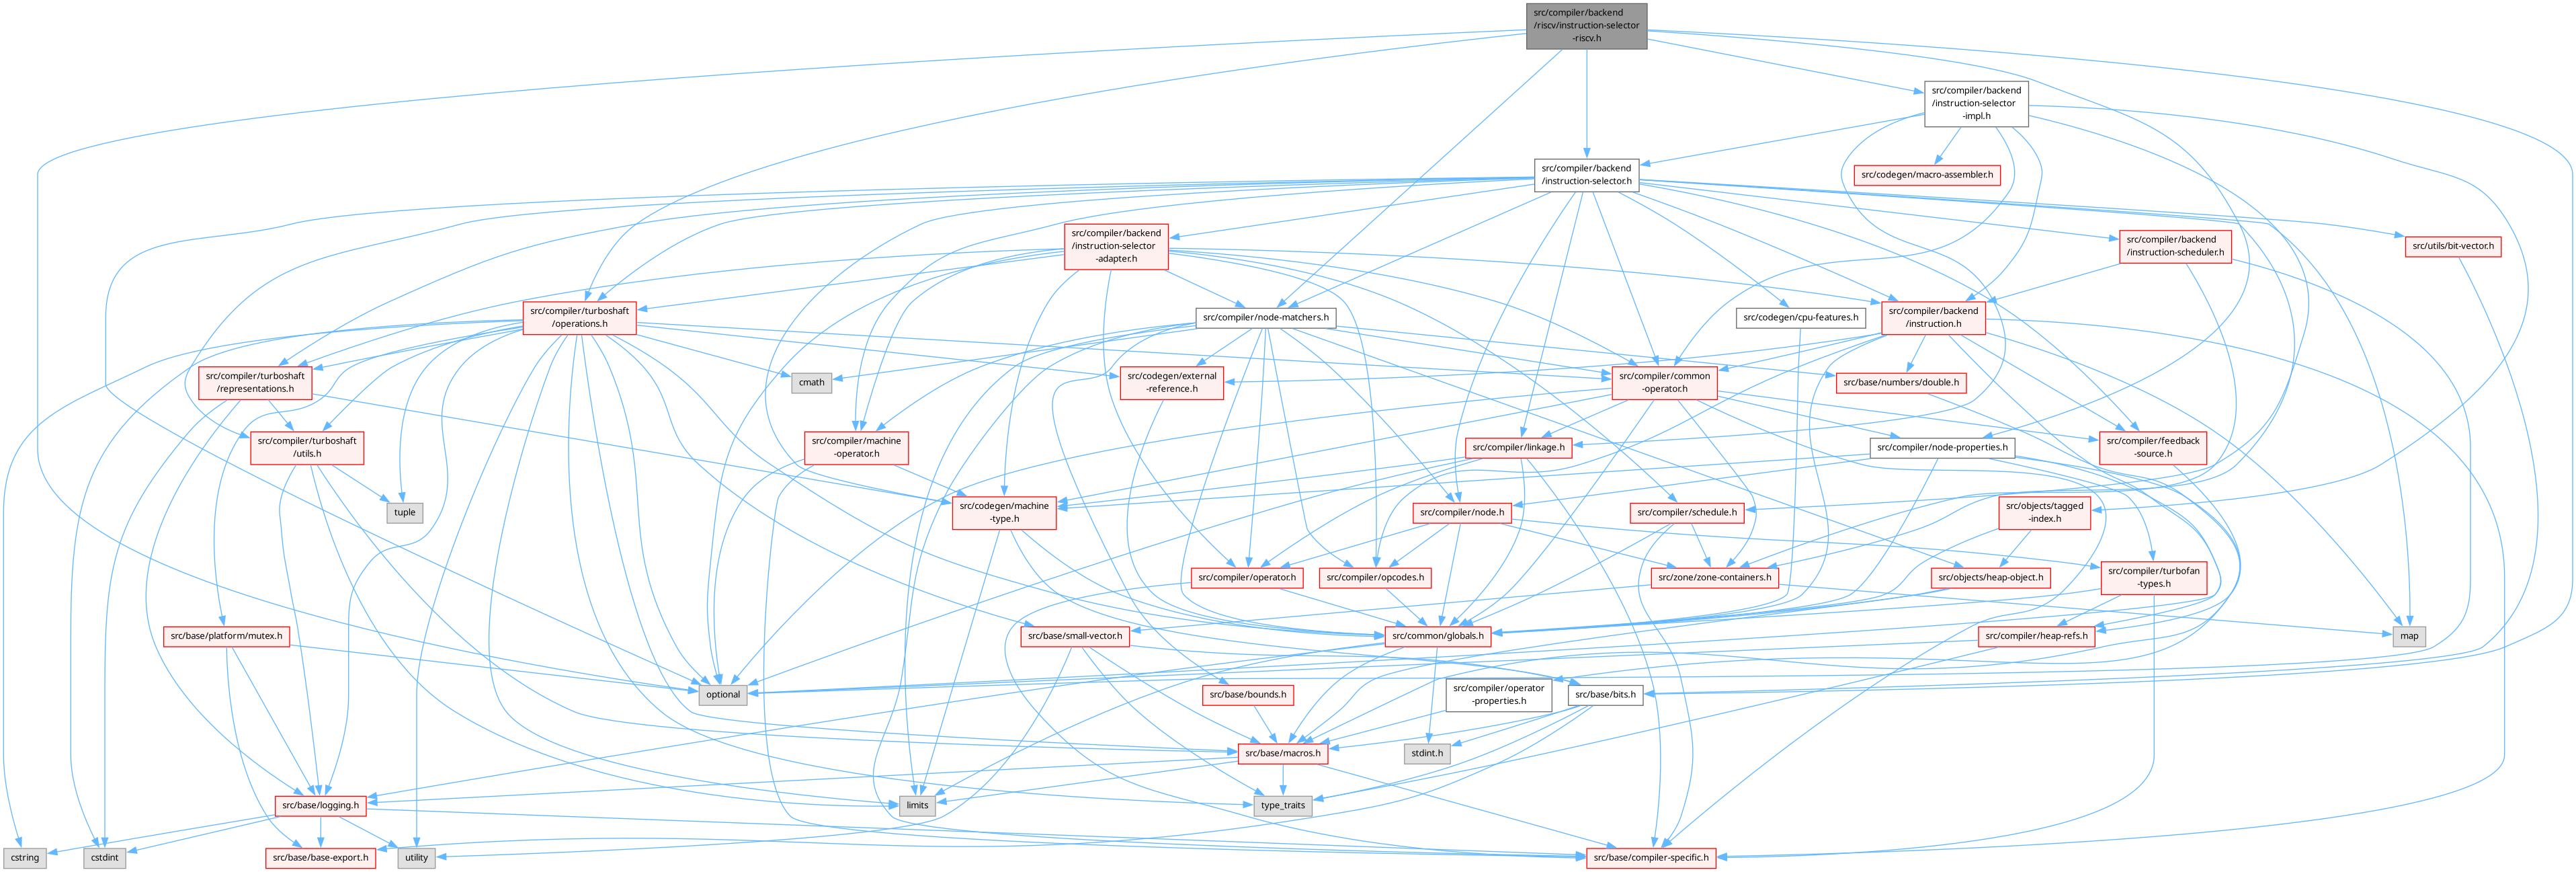 src/compiler/backend
/riscv/instruction-selector
-riscv.h
src/compiler/backend
/instruction-selector
-impl.h
src/compiler/backend
/instruction-selector.h
src/codegen/macro-assembler.h
src/compiler/backend
/instruction-selector
-adapter.h
src/compiler/backend
/instruction-scheduler.h
src/utils/bit-vector.h
src/compiler/turboshaft
/operations.h
src/compiler/node-matchers.h
src/codegen/cpu-features.h
src/compiler/backend
/instruction.h
src/compiler/turboshaft
/representations.h
cmath
src/codegen/external
-reference.h
src/compiler/common
-operator.h
src/base/numbers/double.h
src/compiler/turboshaft
/utils.h
src/compiler/machine
-operator.h
src/compiler/linkage.h
src/compiler/node-properties.h
src/compiler/feedback
-source.h
tuple
src/codegen/machine
-type.h
src/compiler/node.h
src/compiler/schedule.h
src/objects/tagged
-index.h
src/compiler/operator.h
src/compiler/opcodes.h
src/zone/zone-containers.h
src/objects/heap-object.h
src/compiler/turbofan
-types.h
src/base/platform/mutex.h
src/base/small-vector.h
src/common/globals.h
src/compiler/heap-refs.h
map
optional
src/base/bounds.h
src/compiler/operator
-properties.h
src/base/bits.h
src/base/macros.h
stdint.h
src/base/logging.h
limits
type_traits
cstring
cstdint
src/base/base-export.h
utility
src/base/compiler-specific.h